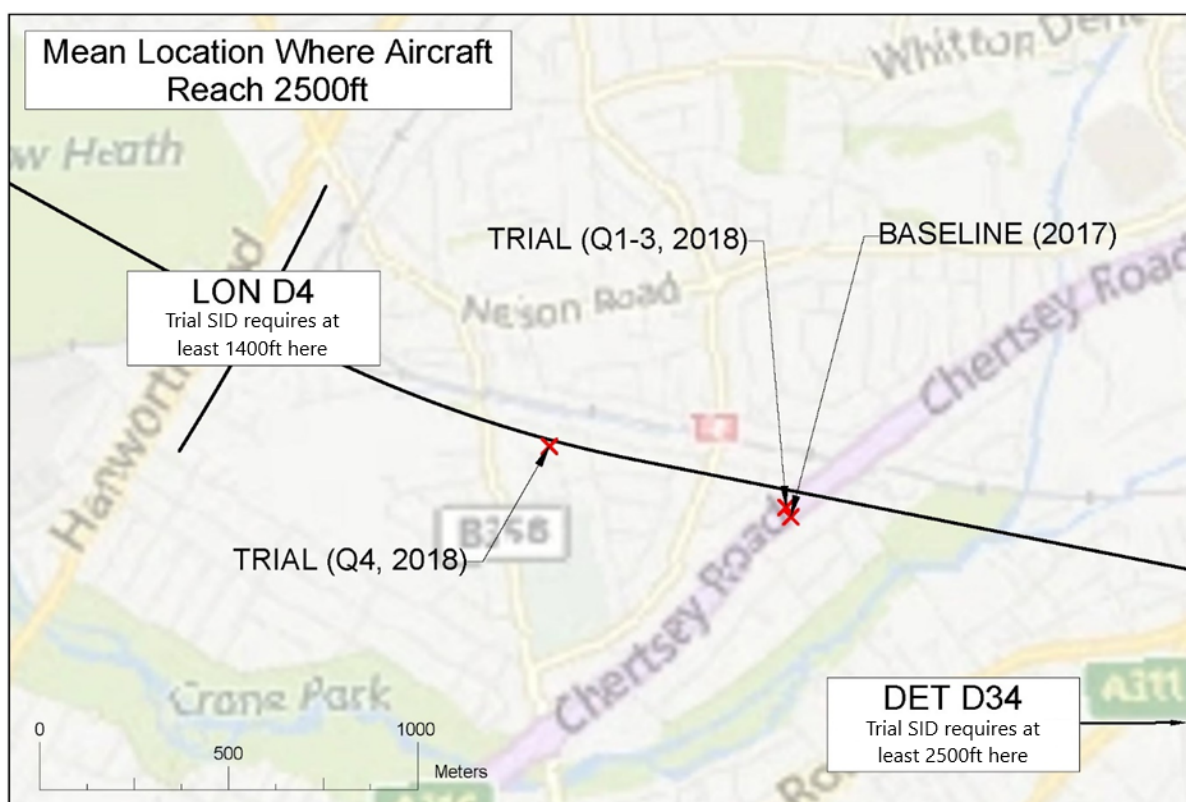 Mean Location Where Aircraft
Reach 2500ft
Whitton Dene
w Heath
TRIAL (Q1-3, 2018)
BASELINE (2017)
LON D4
Trial SID requires at
least 1400ft here
Nelson Road
Chertsey Road
Hanworth
TRIAL (Q4, 2018)
Chertsey Road
Crane Park
DET D34
Trial SID requires at
least 2500ft here
0
500
1000
Meters